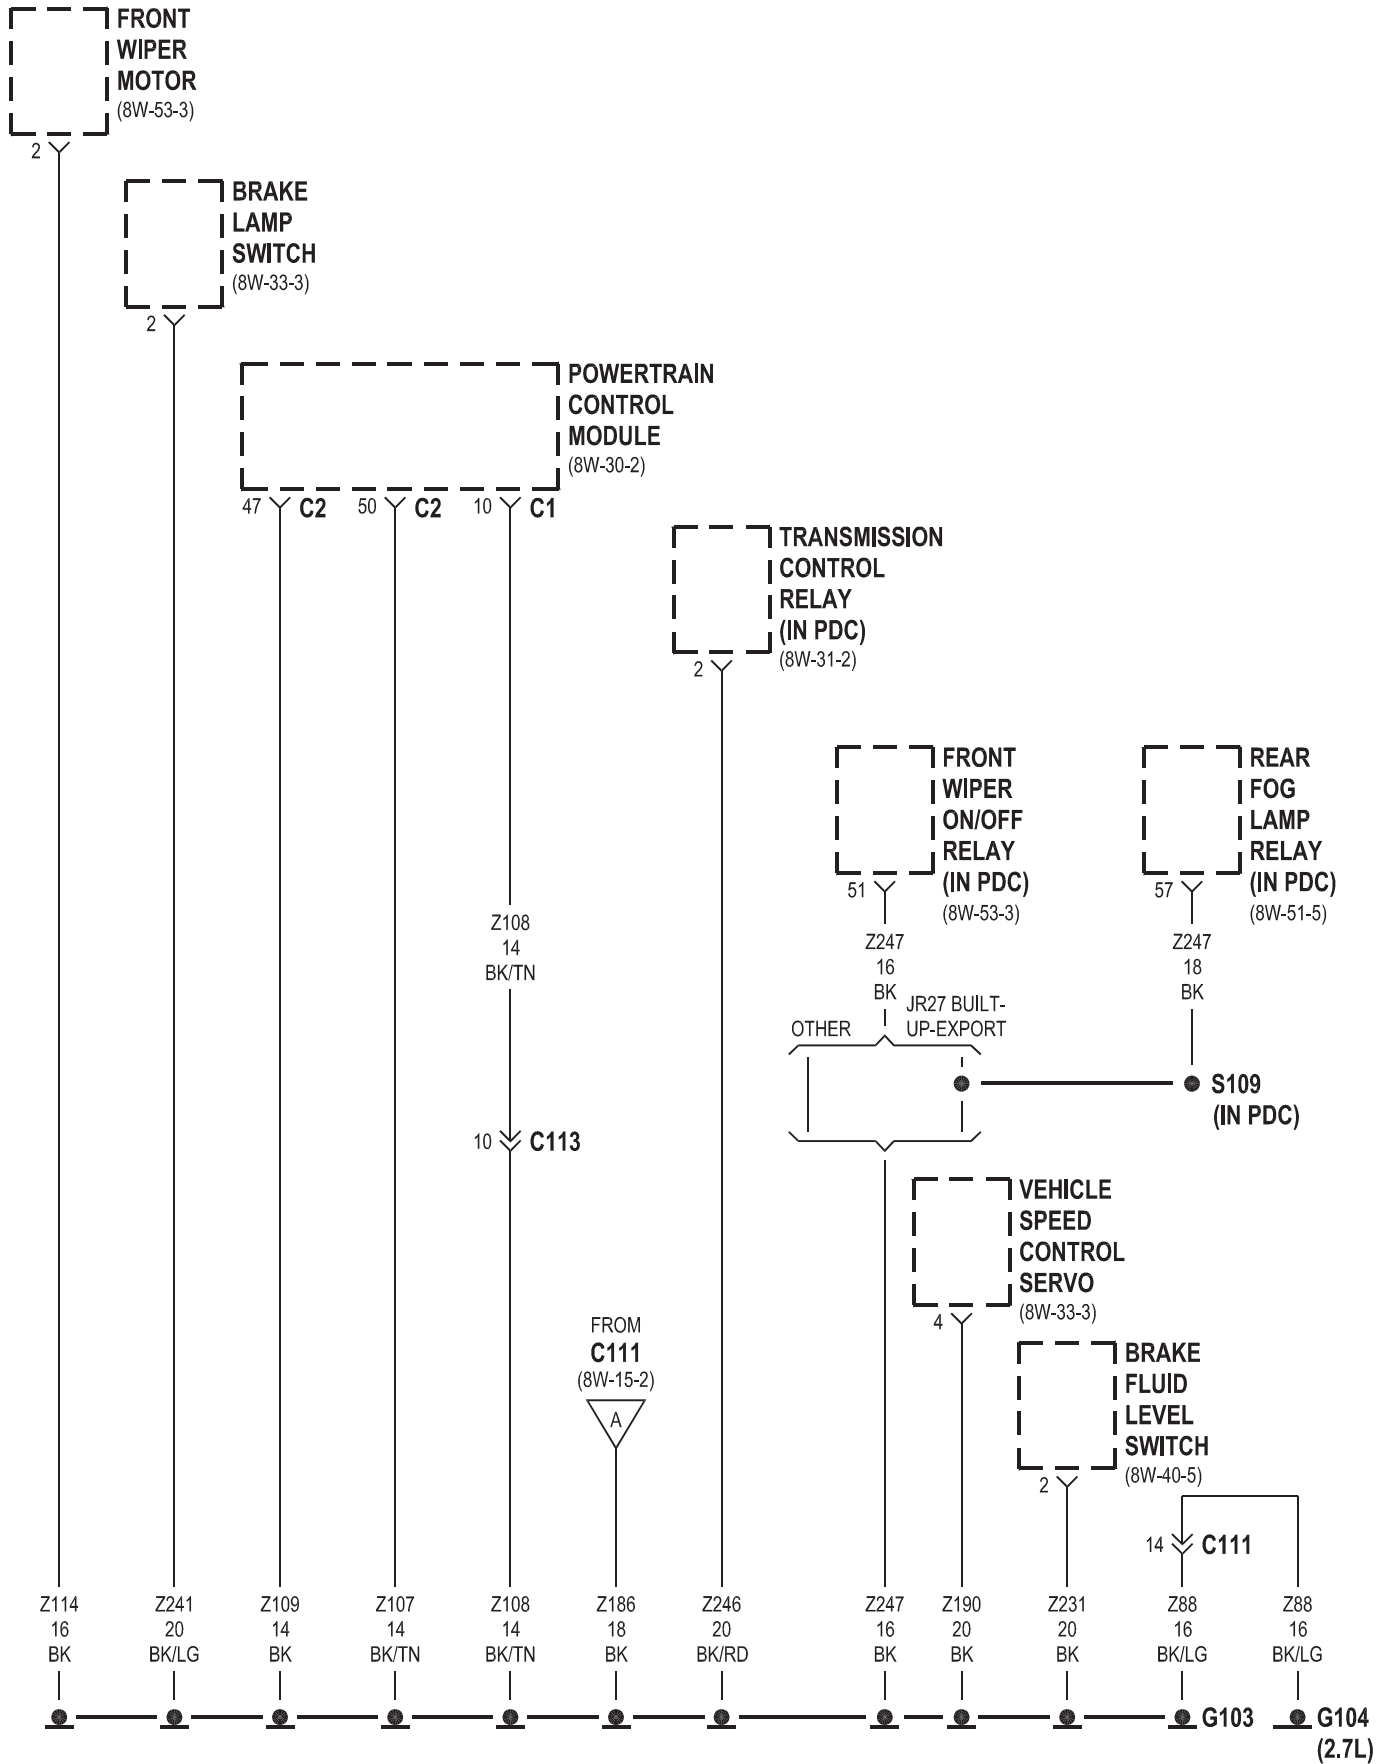 FRONT
WIPER
MOTOR
(8W-53-3)
2
BRAKE
LAMP
SWITCH
(8W-33-3)
2
POWERTRAIN
CONTROL
MODULE
(8W-30-2)
47 C2 50 C2 10 C1
TRANSMISSION
CONTROL
RELAY
(IN PDC)
(8W-31-2)
2
FRONT
WIPER
ON/OFF
RELAY
(IN PDC)
(8W-53-3)
51
REAR
FOG
LAMP
RELAY
(IN PDC)
(8W-51-5)
57
Z108
14
BK/TN
Z247
16
BK
Z247
18
BK
OTHER
JR27 BUILT-
UP-EXPORT
S109
(IN PDC)
10 C113
VEHICLE
SPEED
CONTROL
SERVO
(8W-33-3)
4
FROM
C111
(8W-15-2)
A
BRAKE
FLUID
LEVEL
SWITCH
(8W-40-5)
2
14 C111
Z114 Z241 Z109 Z107 Z108 Z186 Z246 Z247 Z190 Z231 Z88 Z88
16 20 14 14 14 18 20 16 20 20 16 16
BK BK/LG BK BK/TN BK/TN BK BK/RD BK BK BK BK/LG BK/LG
G103 G104
(2.7L)